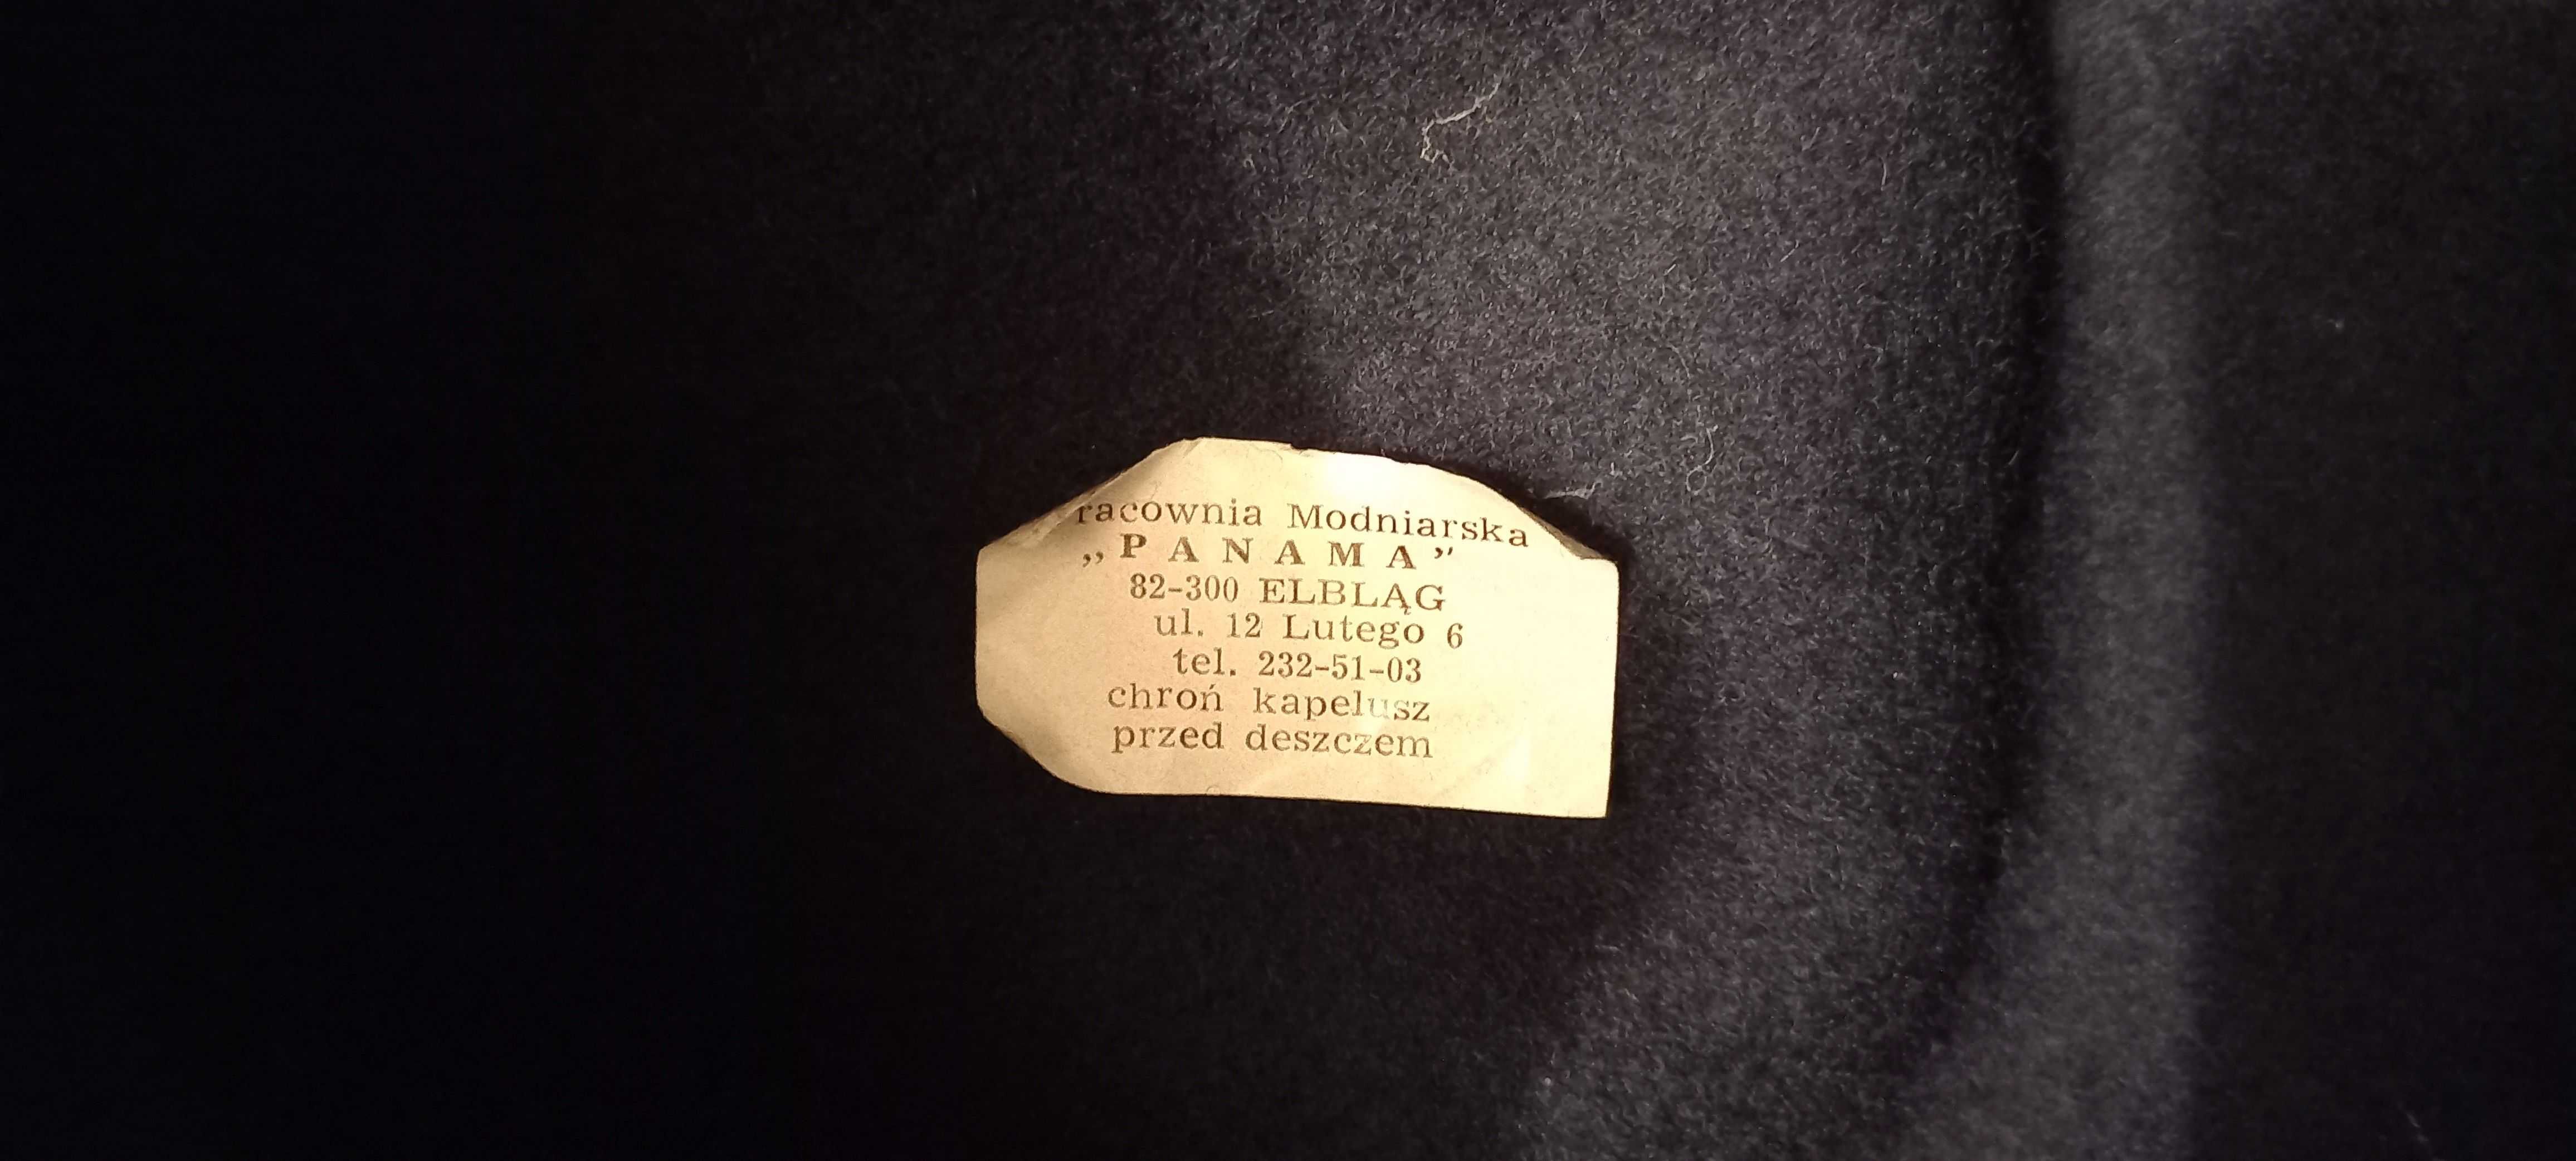 racownia Modniarska
„PANAMA”
82-300 ELBLĄG
ul. 12 Lutego 6
tel. 232-51-03
chroń kapelusz
przed deszczem